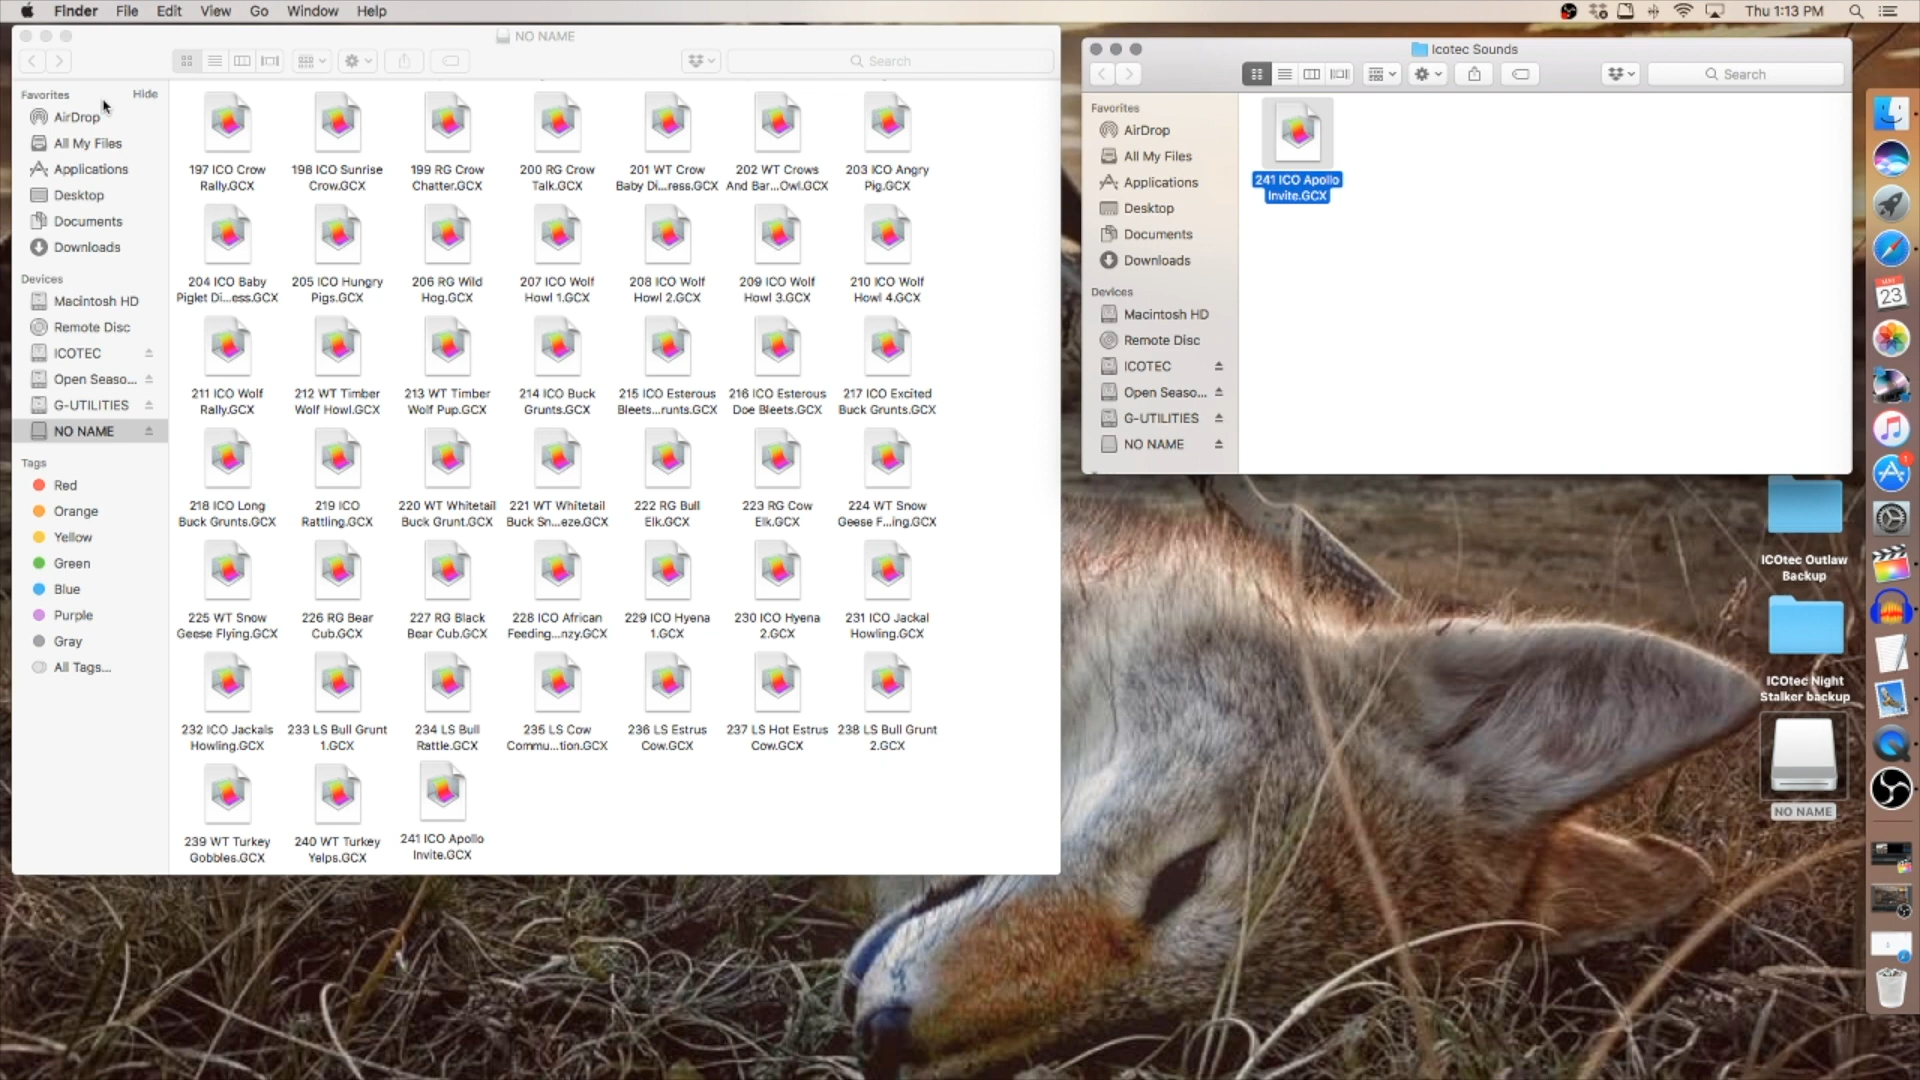 Finder File Edit View Go Window Help
Thu 1:13 PM
NO NAME
Search
Favorites
Hide
AirDrop
All My Files
Applications
Desktop
Documents
Downloads
Devices
Macintosh HD
Remote Disc
ICOTEC
Open Seaso...
G-UTILITIES
NO NAME
Tags
Red
Orange
Yellow
Green
Blue
Purple
Gray
All Tags...
197 ICO Crow
Rally.GCX
198 ICO Sunrise
Crow.GCX
199 RG Crow
Chatter.GCX
200 RG Crow
Talk.GCX
201 WT Crow
Baby Di...ress.GCX
202 WT Crows
And Bar...Owl.GCX
203 ICO Angry
Pig.GCX
204 ICO Baby
Piglet Di...ess.GCX
205 ICO Hungry
Pigs.GCX
206 RG Wild
Hog.GCX
207 ICO Wolf
Howl 1.GCX
208 ICO Wolf
Howl 2.GCX
209 ICO Wolf
Howl 3.GCX
210 ICO Wolf
Howl 4.GCX
211 ICO Wolf
Rally.GCX
212 WT Timber
Wolf Howl.GCX
213 WT Timber
Wolf Pup.GCX
214 ICO Buck
Grunts.GCX
215 ICO Esterous
Bleets...runts.GCX
216 ICO Esterous
Doe Bleets.GCX
217 ICO Excited
Buck Grunts.GCX
218 ICO Long
Buck Grunts.GCX
219 ICO
Rattling.GCX
220 WT Whitetail
Buck Grunt.GCX
221 WT Whitetail
Buck Sn...eze.GCX
222 RG Bull
Elk.GCX
223 RG Cow
Elk.GCX
224 WT Snow
Geese F...ing.GCX
225 WT Snow
Geese Flying.GCX
226 RG Bear
Cub.GCX
227 RG Black
Bear Cub.GCX
228 ICO African
Feeding...nzy.GCX
229 ICO Hyena
1.GCX
230 ICO Hyena
2.GCX
231 ICO Jackal
Howling.GCX
232 ICO Jackals
Howling.GCX
233 LS Bull Grunt
1.GCX
234 LS Bull
Rattle.GCX
235 LS Cow
Commu...tion.GCX
236 LS Estrus
Cow.GCX
237 LS Hot Estrus
Cow.GCX
238 LS Bull Grunt
2.GCX
239 WT Turkey
Gobbles.GCX
240 WT Turkey
Yelps.GCX
241 ICO Apollo
Invite.GCX
Icotec Sounds
Search
Favorites
AirDrop
All My Files
Applications
Desktop
Documents
Downloads
Devices
Macintosh HD
Remote Disc
ICOTEC
Open Seaso...
G-UTILITIES
NO NAME
241 ICO Apollo
Invite.GCX
ICOtec Outlaw
Backup
ICOtec Night
Stalker backup
NO NAME
23
1